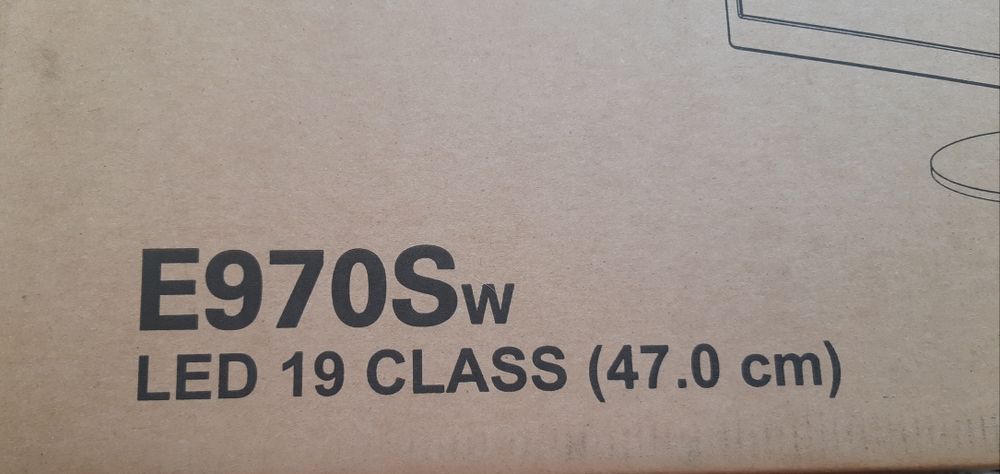 E970Sw
LED 19 CLASS (47.0 cm)